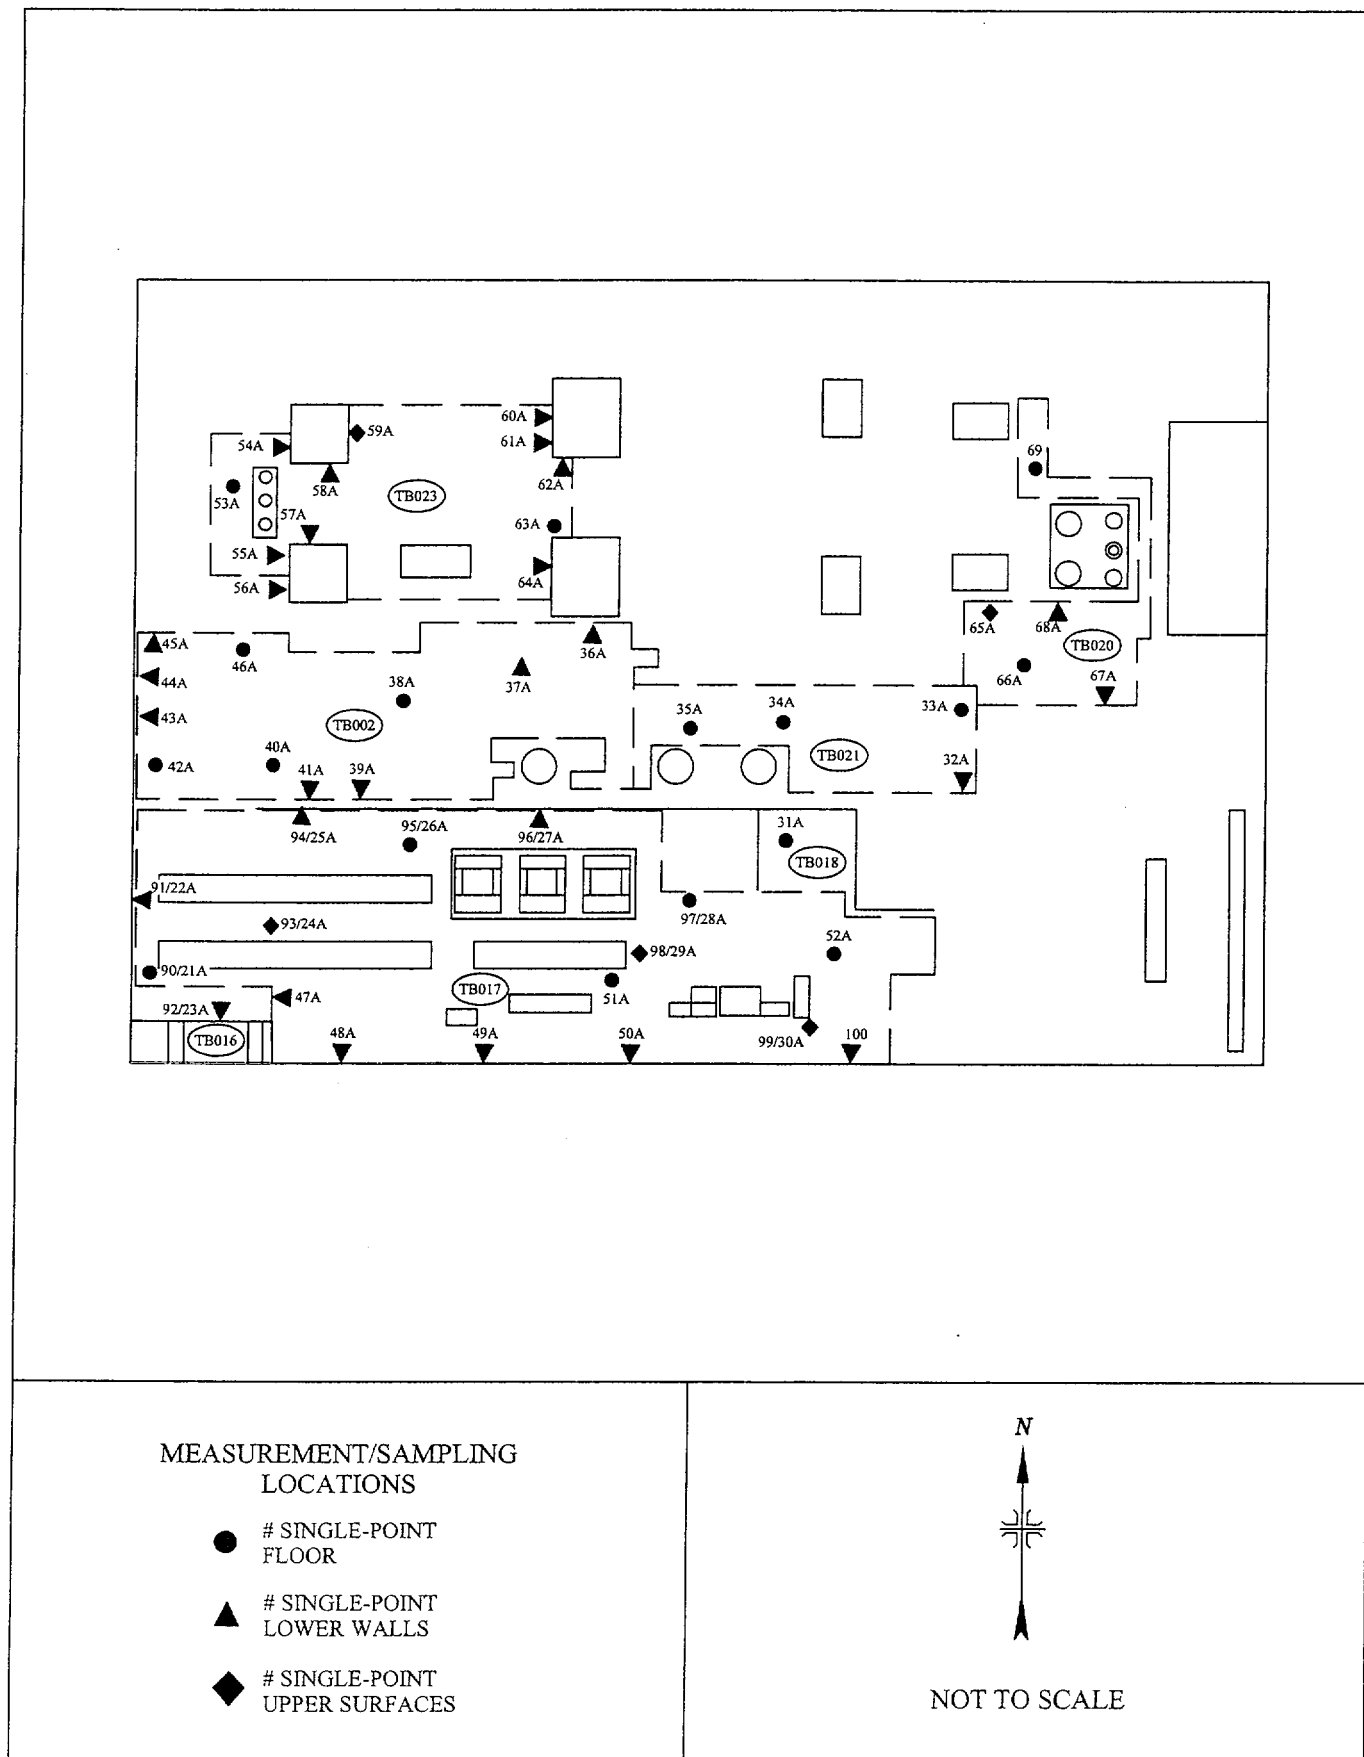 60A
59A
54A
61A
69
58A
62A
53A
TB023
57A
63A
55A
64A
56A
65A
68A
45A
36A
TB020
46A
66A
67A
44A
37A
38A
43A
TB002
35A
34A
33A
TB021
42A
40A
41A
39A
32A
94/25A
95/26A
96/27A
31A
TB018
91/22A
97/28A
93/24A
52A
98/29A
90/21A
TB017
47A
51A
92/23A
TB016
48A
49A
50A
99/30A
100
MEASUREMENT/SAMPLING
LOCATIONS
# SINGLE-POINT
FLOOR
# SINGLE-POINT
LOWER WALLS
# SINGLE-POINT
UPPER SURFACES
N
NOT TO SCALE